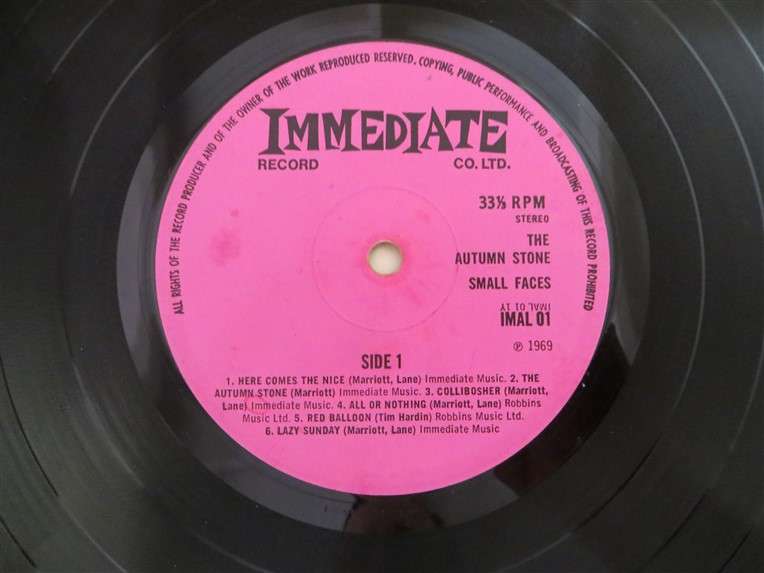 ALL RIGHTS OF THE RECORD PRODUCER AND OF THE OWNER OF THE WORK REPRODUCED RESERVED. COPYING, PUBLIC PERFORMANCE AND BROADCASTING OF THIS RECORD PROHIBITED
IMMEDIATE
RECORD CO. LTD.
33⅓ RPM
STEREO
THE
AUTUMN STONE
SMALL FACES
IMAL 01 1Y
IMAL 01
℗ 1969
SIDE 1
1. HERE COMES THE NICE (Marriott, Lane) Immediate Music. 2. THE
AUTUMN STONE (Marriott) Immediate Music. 3. COLLIBOSHER (Marriott,
Lane) Immediate Music. 4. ALL OR NOTHING (Marriott, Lane) Robbins
Music Ltd. 5. RED BALLOON (Tim Hardin) Robbins Music Ltd.
6. LAZY SUNDAY (Marriott, Lane) Immediate Music